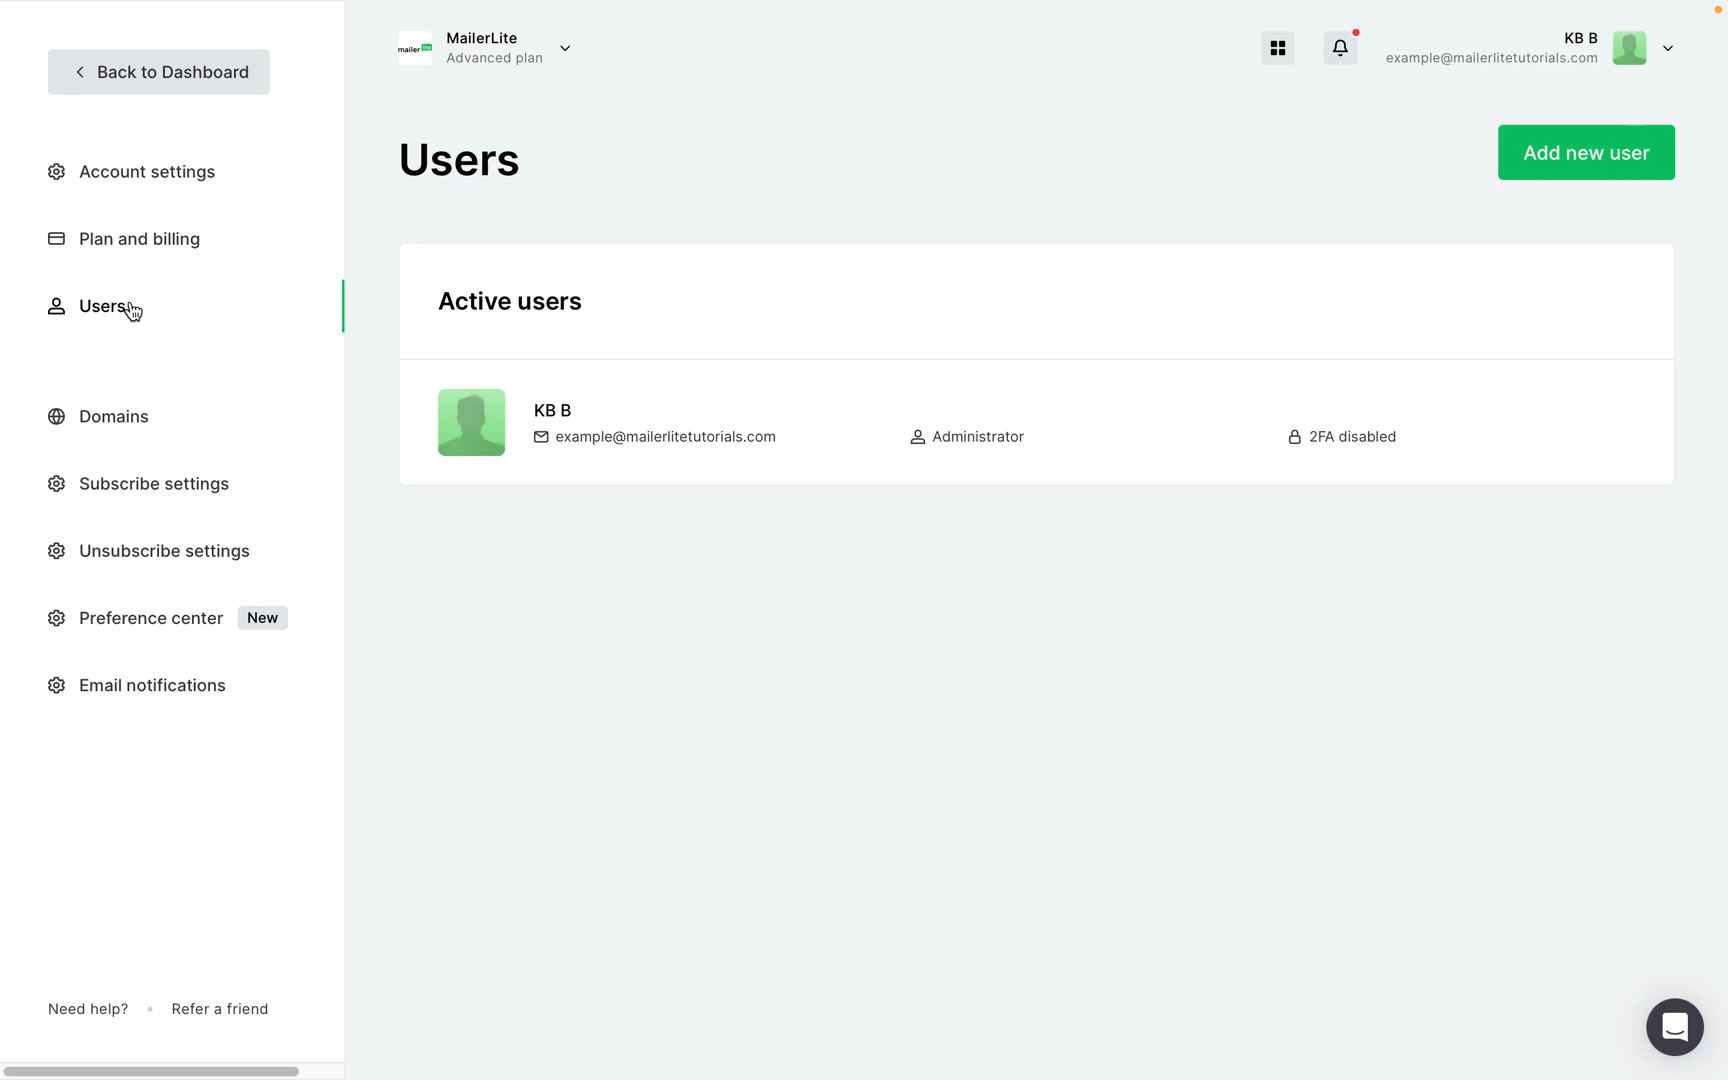 Back to Dashboard
Account settings
Plan and billing
Users
Domains
Subscribe settings
Unsubscribe settings
Preference center New
Email notifications
Need help? • Refer a friend
mailer lite
MailerLite
Advanced plan
KB B
example@mailerlitetutorials.com
Users
Add new user
Active users
KB B
example@mailerlitetutorials.com Administrator 2FA disabled